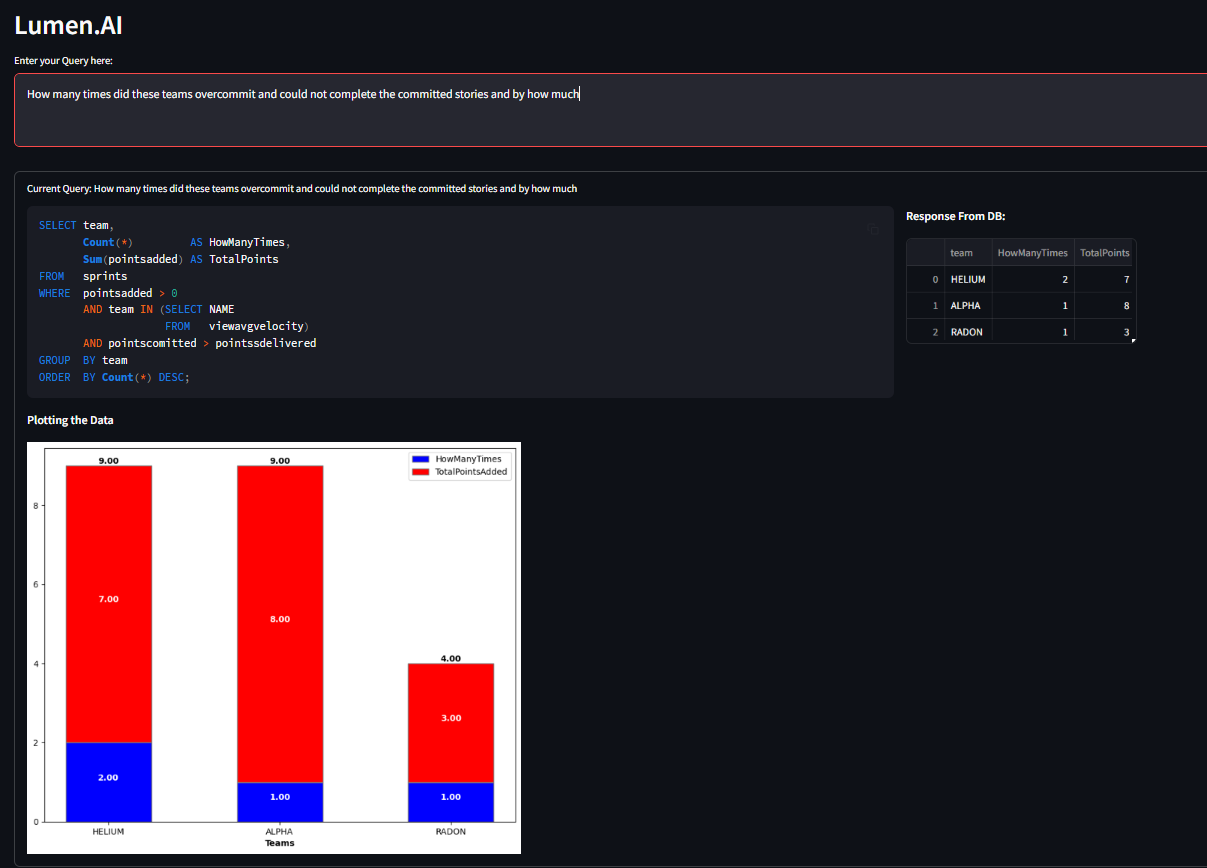 Lumen.AI
Enter your Query here:
How many times did these teams overcommit and could not complete the committed stories and by how much
Current Query: How many times did these teams overcommit and could not complete the committed stories and by how much
SELECT team,
Count(*) AS HowManyTimes,
Sum(pointsadded) AS TotalPoints
FROM sprints
WHERE pointsadded > 0
AND team IN (SELECT NAME
FROM viewavgvelocity)
AND pointscomitted > pointssdelivered
GROUP BY team
ORDER BY Count(*) DESC;
Response From DB:
team HowManyTimes TotalPoints
0 HELIUM 2 7
1 ALPHA 1 8
2 RADON 1 3
Plotting the Data
HowManyTimes
TotalPointsAdded
9.00 9.00
8
7.00
8.00
6
4
4.00
3.00
2
2.00
1.00 1.00
0
HELIUM ALPHA RADON
Teams